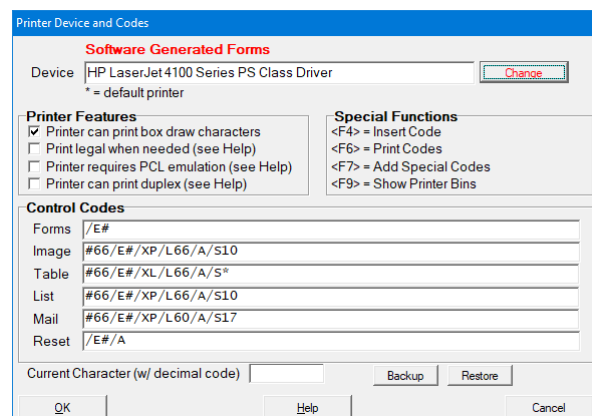 Printer Device and Codes
Software Generated Forms
Device HP LaserJet 4100 Series PS Class Driver Change
* = default printer
Printer Features
Printer can print box draw characters
Print legal when needed (see Help)
Printer requires PCL emulation (see Help)
Printer can print duplex (see Help)
Special Functions
<F4> = Insert Code
<F6> = Print Codes
<F7> = Add Special Codes
<F9> = Show Printer Bins
Control Codes
Forms /E#
Image #66/E#/XP/L66/A/S10
Table #66/E#/XL/L66/A/S*
List #66/E#/XP/L66/A/S10
Mail #66/E#/XP/L60/A/S17
Reset /E#/A
Current Character (w/ decimal code) Backup Restore
OK Help Cancel